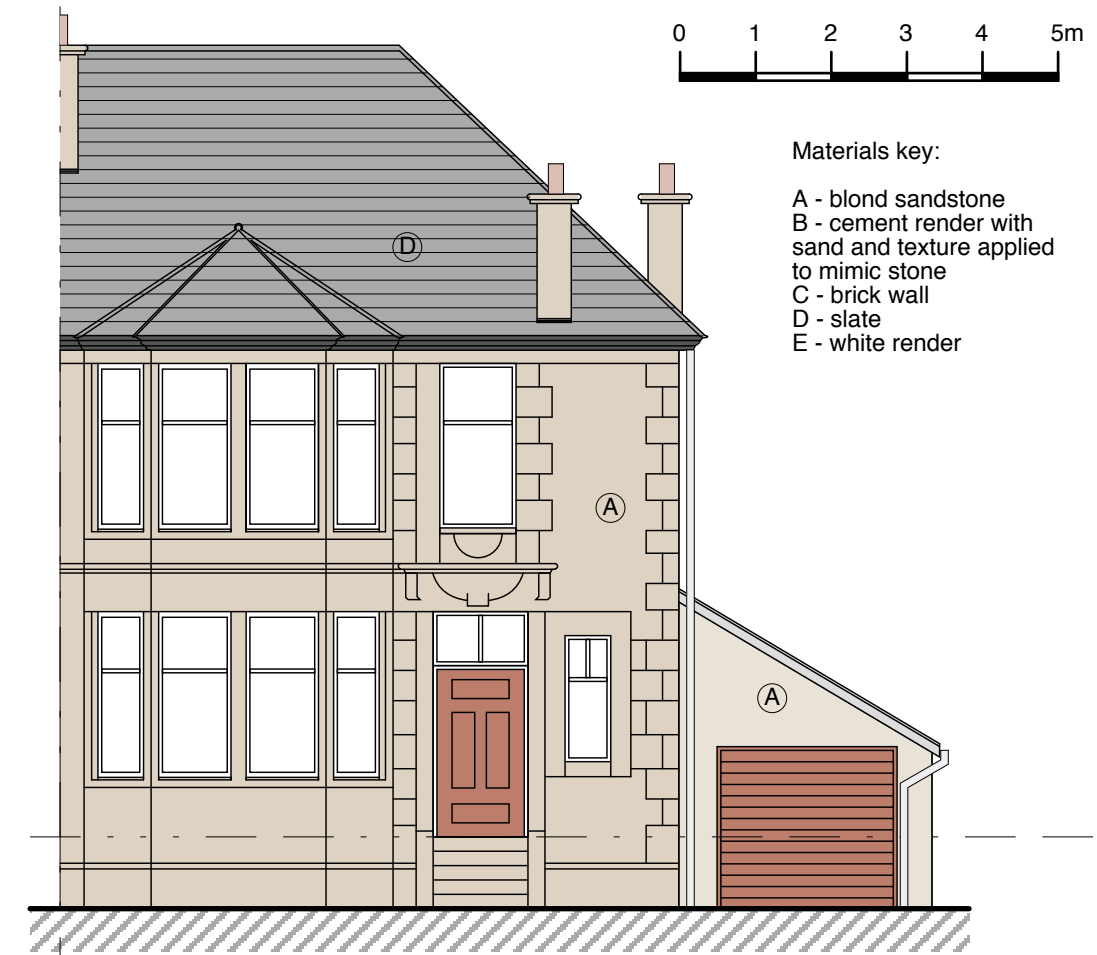 0 1 2 3 4 5m
Materials key:
A - blond sandstone
B - cement render with
sand and texture applied
to mimic stone
C - brick wall
D - slate
E - white render
D
A
A